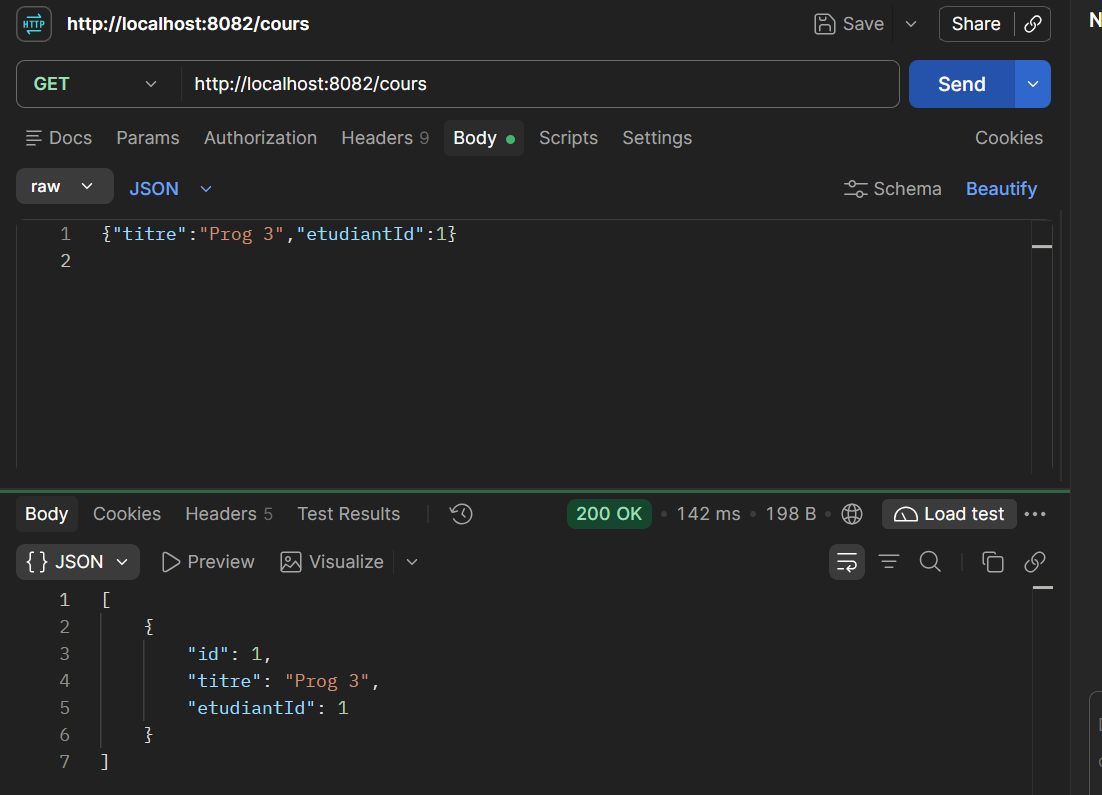 HTTP http://localhost:8082/cours Save Share N
GET http://localhost:8082/cours Send
Docs Params Authorization Headers 9 Body Scripts Settings Cookies
raw JSON Schema Beautify
1 {"titre":"Prog 3","etudiantId":1}
2
Body Cookies Headers 5 Test Results 200 OK • 142 ms • 198 B • Load test
{} JSON Preview Visualize
1 [
2 {
3 "id": 1,
4 "titre": "Prog 3",
5 "etudiantId": 1
6 }
7 ]